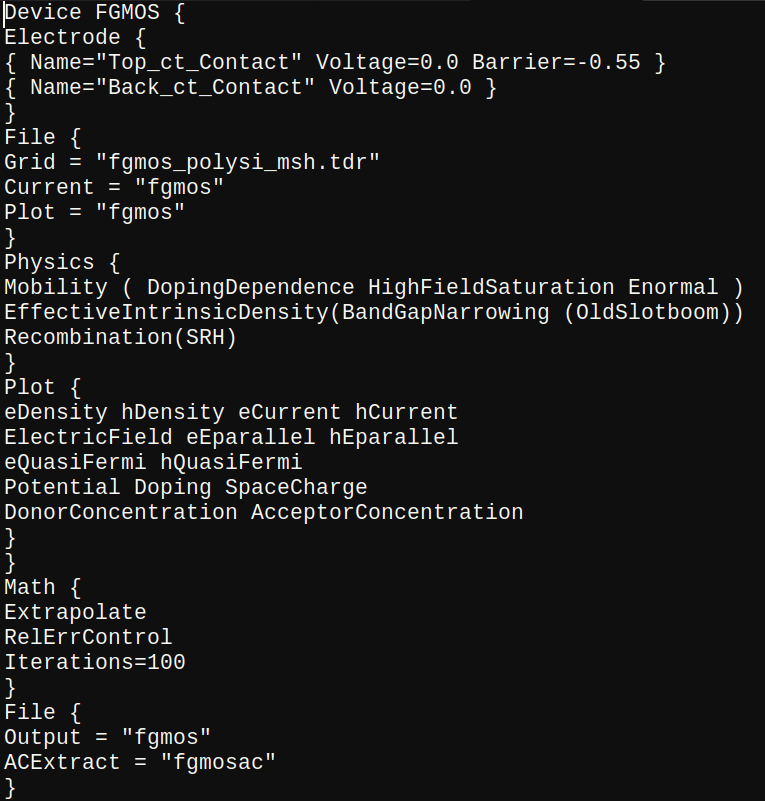 Device FGMOS {
Electrode {
{ Name="Top_ct_Contact" Voltage=0.0 Barrier=-0.55 }
{ Name="Back_ct_Contact" Voltage=0.0 }
}
File {
Grid = "fgmos_polysi_msh.tdr"
Current = "fgmos"
Plot = "fgmos"
}
Physics {
Mobility ( DopingDependence HighFieldSaturation Enormal )
EffectiveIntrinsicDensity(BandGapNarrowing (OldSlotboom))
Recombination(SRH)
}
Plot {
eDensity hDensity eCurrent hCurrent
ElectricField eEparallel hEparallel
eQuasiFermi hQuasiFermi
Potential Doping SpaceCharge
DonorConcentration AcceptorConcentration
}
}
Math {
Extrapolate
RelErrControl
Iterations=100
}
File {
Output = "fgmos"
ACExtract = "fgmosac"
}